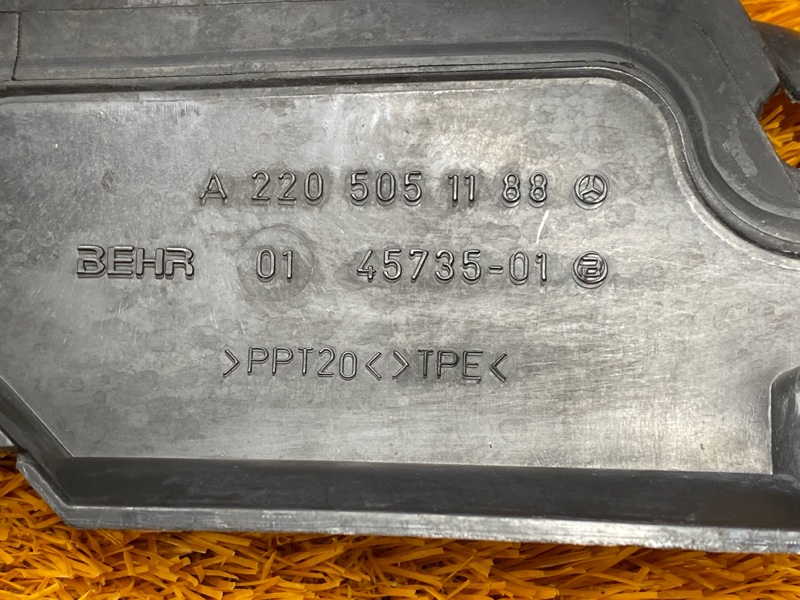 A 220 505 11 88
BEHR 01 45735-01
>PPT20<>TPE<